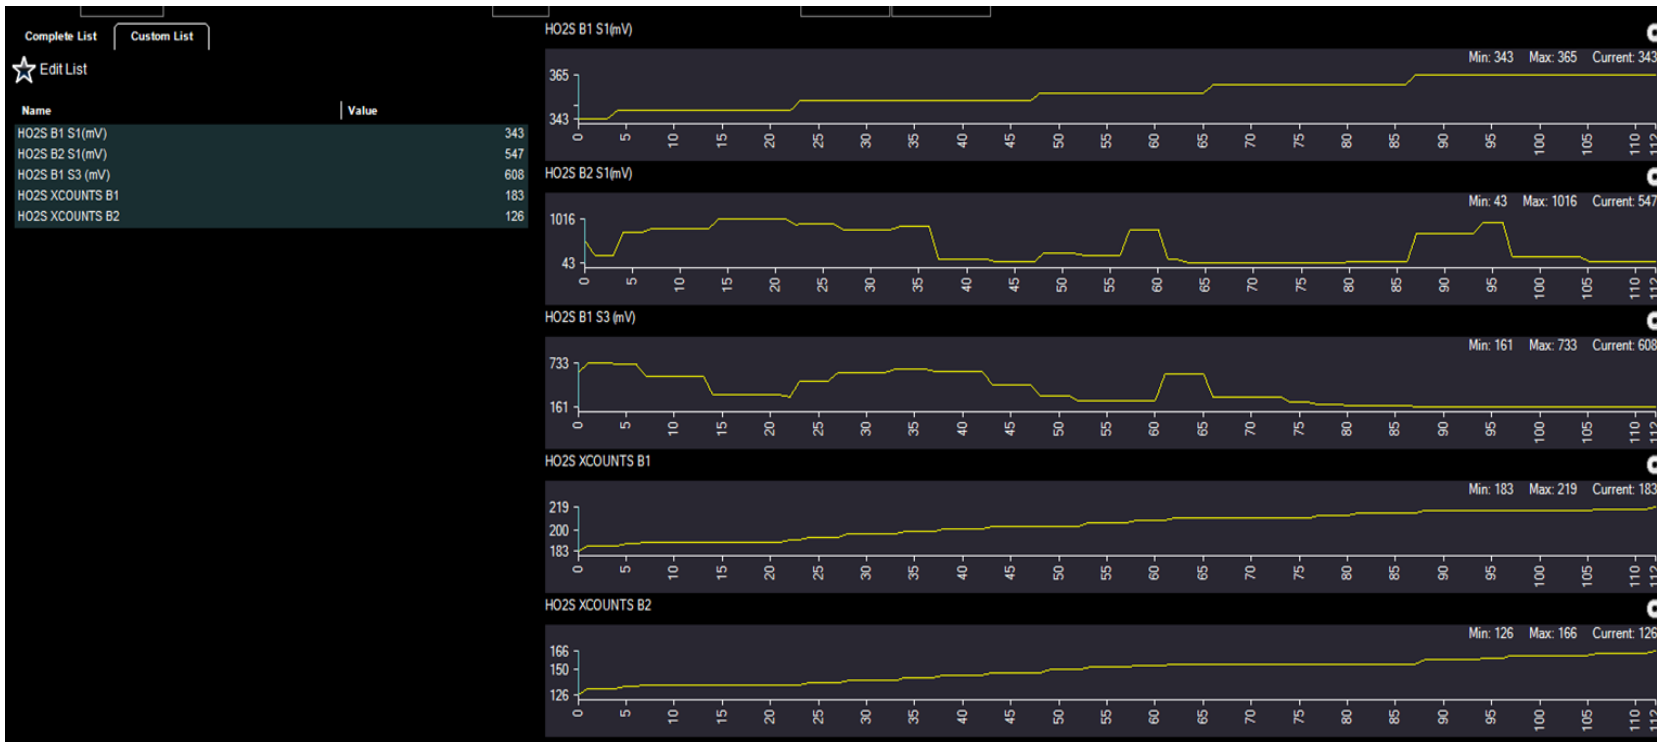 Complete List
Custom List
Edit List
Name Value
HO2S B1 S1(mV) 343
HO2S B2 S1(mV) 547
HO2S B1 S3 (mV) 608
HO2S XCOUNTS B1 183
HO2S XCOUNTS B2 126
HO2S B1 S1(mV)
Min: 343 Max: 365 Current: 343
365
343
0 5 10 15 20 25 30 35 40 45 50 55 60 65 70 75 80 85 90 95 100 105 110 112
HO2S B2 S1(mV)
Min: 43 Max: 1016 Current: 547
1016
43
0 5 10 15 20 25 30 35 40 45 50 55 60 65 70 75 80 85 90 95 100 105 110 112
HO2S B1 S3 (mV)
Min: 161 Max: 733 Current: 608
733
161
0 5 10 15 20 25 30 35 40 45 50 55 60 65 70 75 80 85 90 95 100 105 110 112
HO2S XCOUNTS B1
Min: 183 Max: 219 Current: 183
219
200
183
0 5 10 15 20 25 30 35 40 45 50 55 60 65 70 75 80 85 90 95 100 105 110 112
HO2S XCOUNTS B2
Min: 126 Max: 166 Current: 126
166
150
126
0 5 10 15 20 25 30 35 40 45 50 55 60 65 70 75 80 85 90 95 100 105 110 112